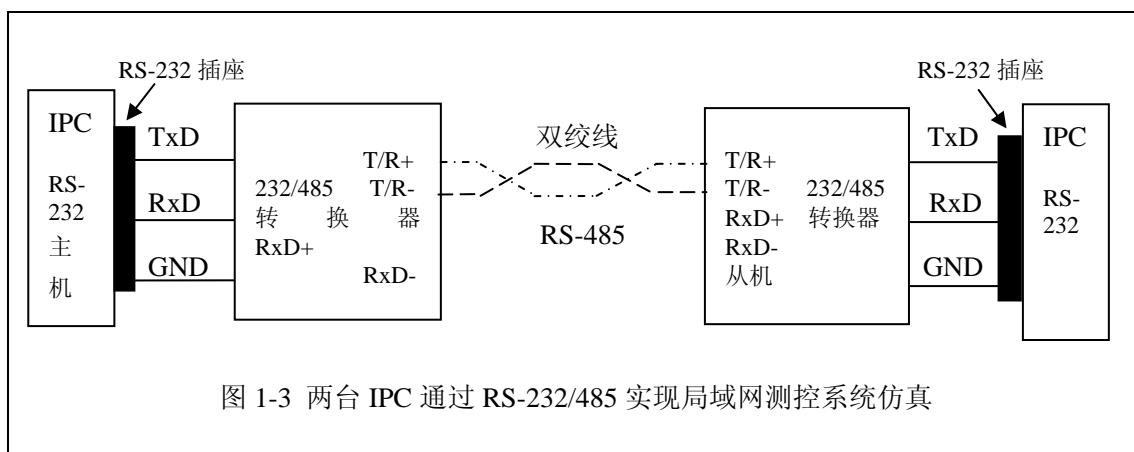 RS-232 插座
RS-232 插座
IPC
RS-
232
主
机
TxD
RxD
GND
T/R+
232/485 T/R-
转 换 器
RxD+
RxD-
双绞线
RS-485
T/R+
T/R- 232/485
RxD+ 转换器
RxD-
从机
TxD
RxD
GND
IPC
RS-
232
图 1-3 两台 IPC 通过 RS-232/485 实现局域网测控系统仿真